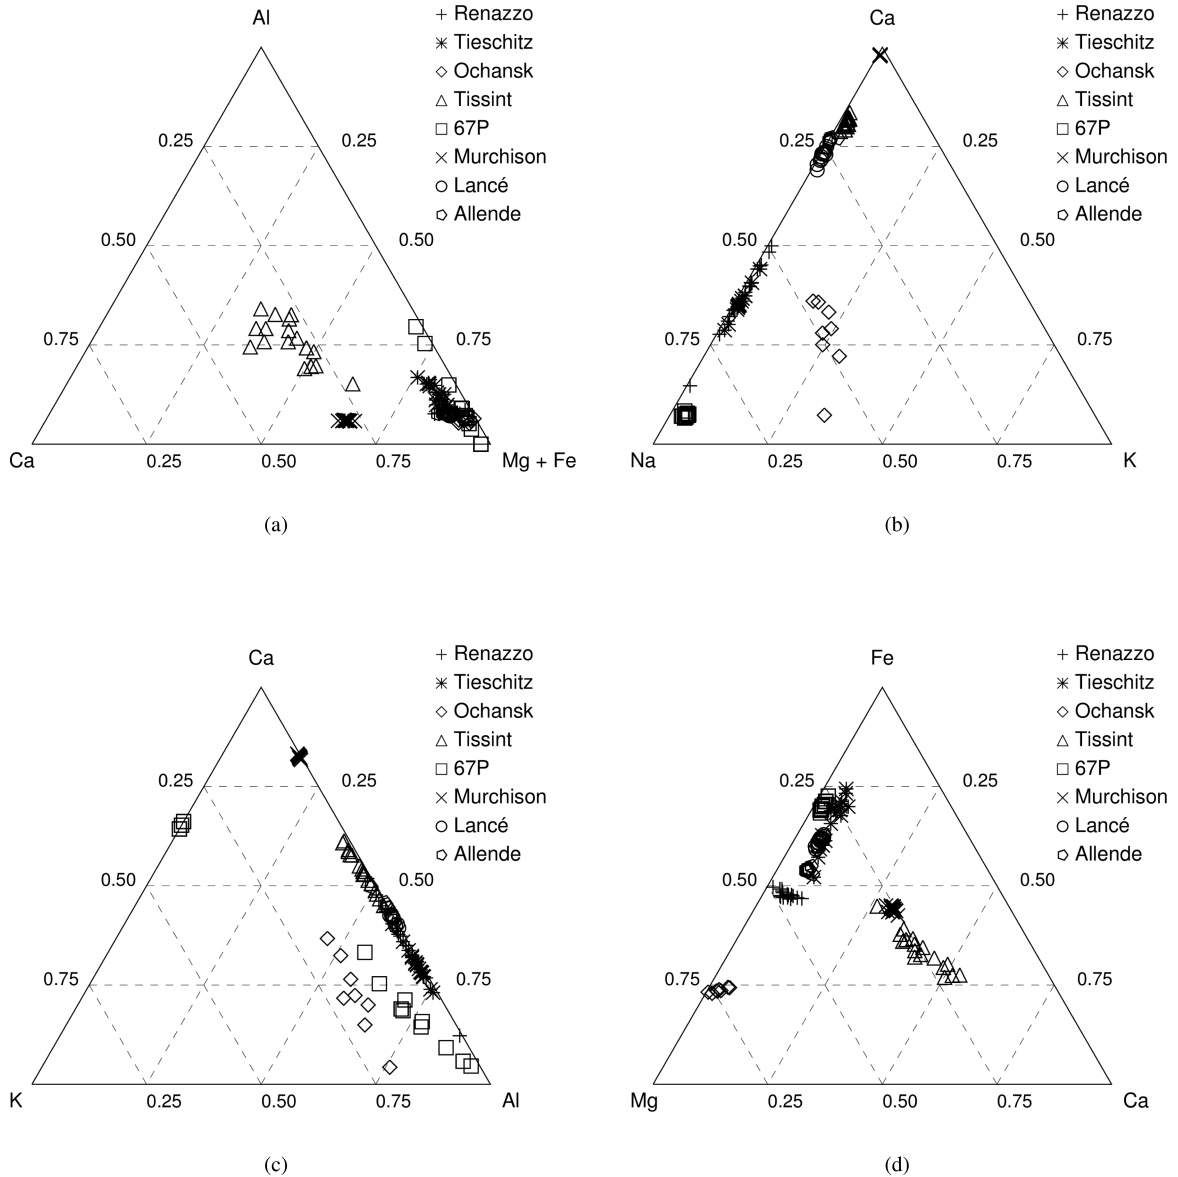 Al
Renazzo
Tieschitz
Ochansk
Tissint
67P
Murchison
Lancé
Allende
0.25 0.25
0.50 0.50
0.75 0.75
Ca 0.25 0.50 0.75 Mg + Fe
(a)
Ca
Renazzo
Tieschitz
Ochansk
Tissint
67P
Murchison
Lancé
Allende
0.25 0.25
0.50 0.50
0.75 0.75
Na 0.25 0.50 0.75 K
(b)
Ca
Renazzo
Tieschitz
Ochansk
Tissint
67P
Murchison
Lancé
Allende
0.25 0.25
0.50 0.50
0.75 0.75
K 0.25 0.50 0.75 Al
(c)
Fe
Renazzo
Tieschitz
Ochansk
Tissint
67P
Murchison
Lancé
Allende
0.25 0.25
0.50 0.50
0.75 0.75
Mg 0.25 0.50 0.75 Ca
(d)